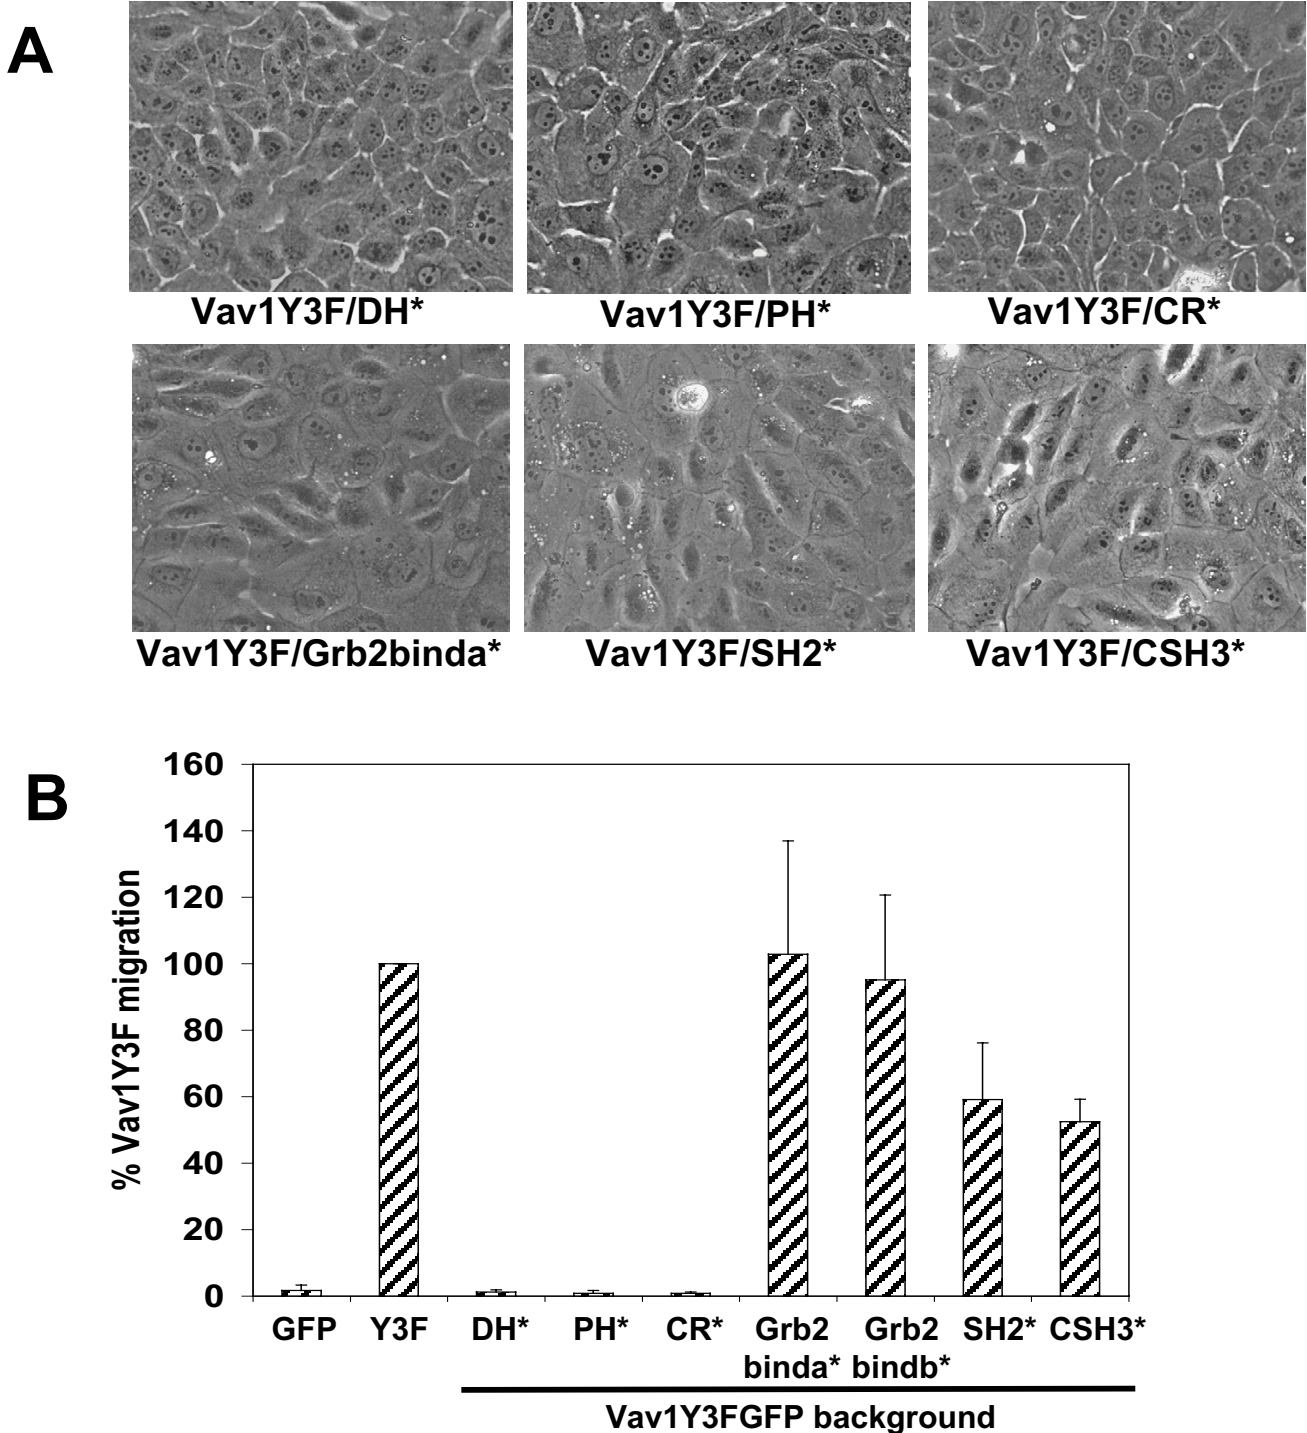 A
Vav1Y3F/DH*
Vav1Y3F/PH*
Vav1Y3F/CR*
Vav1Y3F/Grb2binda*
Vav1Y3F/SH2*
Vav1Y3F/CSH3*
B
% Vav1Y3F migration
160
140
120
100
80
60
40
20
0
GFP
Y3F
DH*
PH*
CR*
Grb2
binda*
Grb2
bindb*
SH2*
CSH3*
Vav1Y3FGFP background